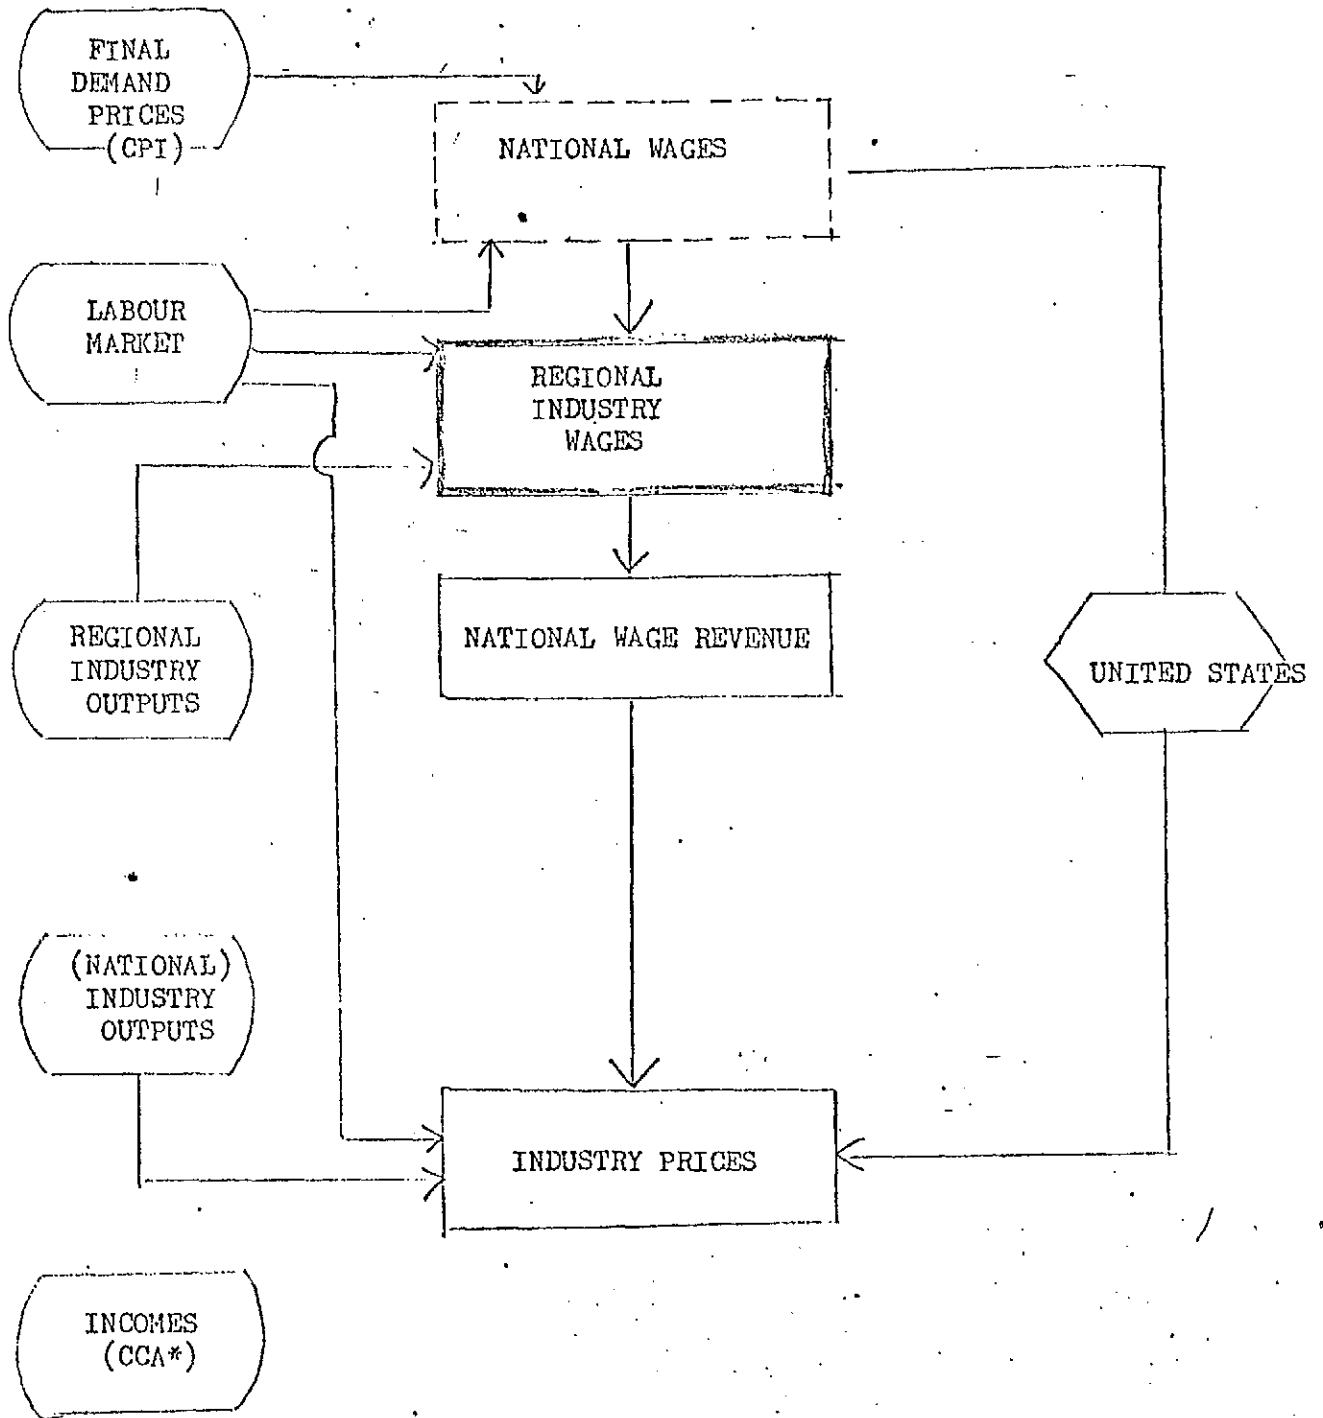 FINAL
DEMAND
PRICES
(CPI)
NATIONAL WAGES
LABOUR
MARKET
REGIONAL
INDUSTRY
WAGES
REGIONAL
INDUSTRY
OUTPUTS
NATIONAL WAGE REVENUE
UNITED STATES
(NATIONAL)
INDUSTRY
OUTPUTS
INDUSTRY PRICES
INCOMES
(CCA*)